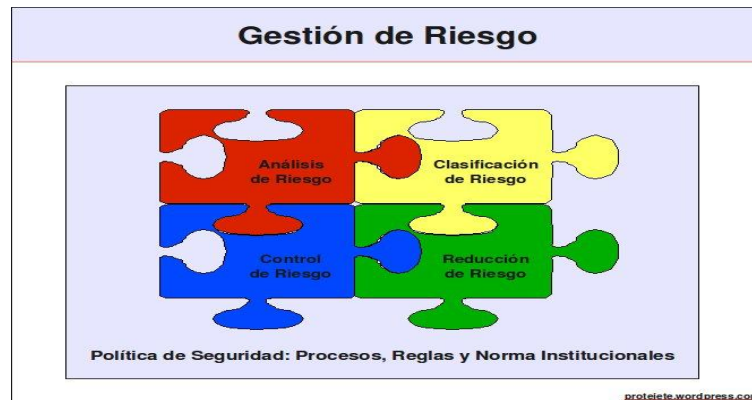 Gestión de Riesgo
Análisis
de Riesgo
Clasificación
de Riesgo
Control
de Riesgo
Reducción
de Riesgo
Política de Seguridad: Procesos, Reglas y Norma Institucionales
protejete.wordpress.com